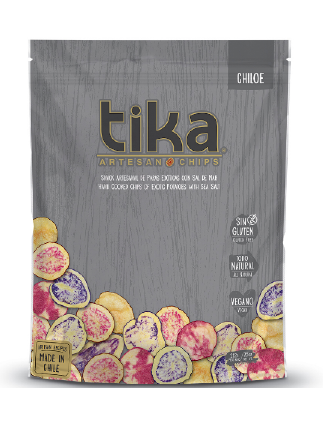 CHILOE
tika
ARTESAN CHIPS
SNACK ARTESANAL DE PAPAS EXÓTICAS CON SAL DE MAR
HAND COOKED CHIPS OF EXOTIC POTATOES WITH SEA SALT
SIN
GLUTEN
GLUTEN FREE
TODO
NATURAL
ALL NATURAL
VEGANO
VEGAN
MADE IN
CHILE